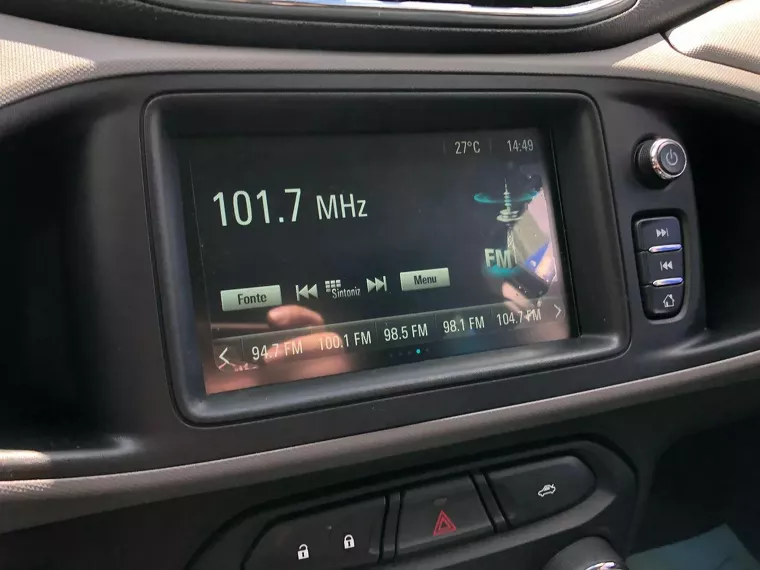 27°C 14:49
101.7 MHz
FM
Fonte Sintoniz Menu
94.7 FM 100.1 FM 98.5 FM 98.1 FM 104.7 FM